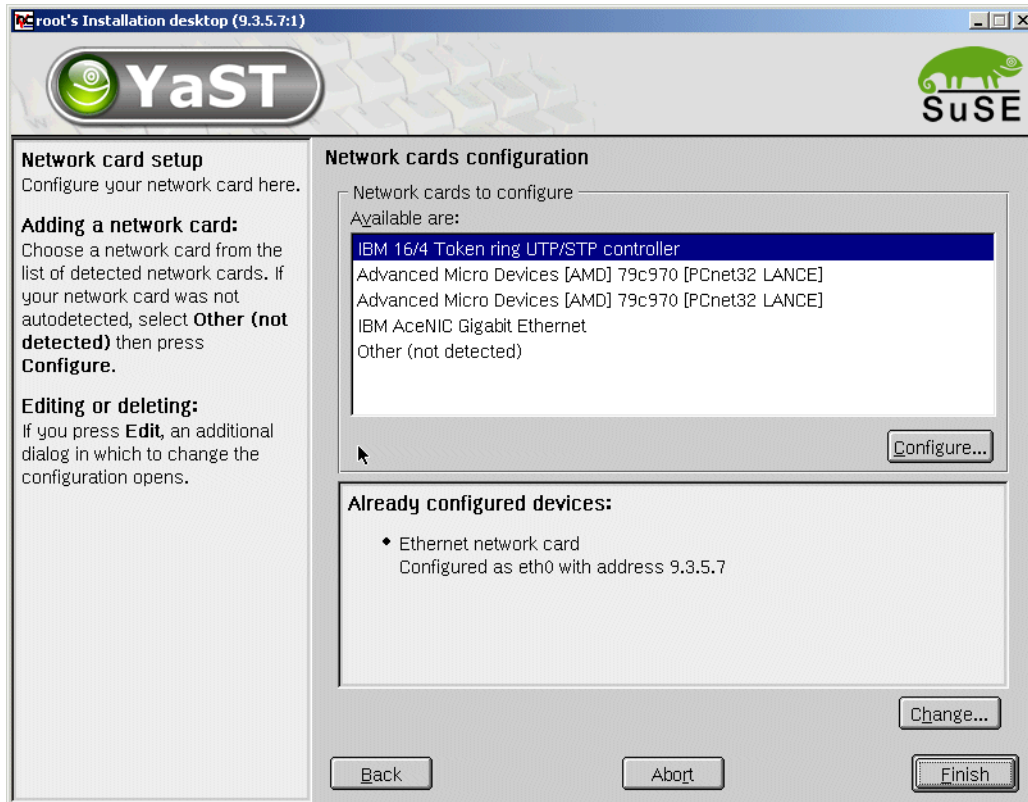 root's Installation desktop (9.3.5.7:1)
YaST
SuSE
Network card setup
Configure your network card here.
Adding a network card:
Choose a network card from the
list of detected network cards. If
your network card was not
autodetected, select Other (not
detected) then press
Configure.
Editing or deleting:
If you press Edit, an additional
dialog in which to change the
configuration opens.
Network cards configuration
Network cards to configure
Available are:
IBM 16/4 Token ring UTP/STP controller
Advanced Micro Devices [AMD] 79c970 [PCnet32 LANCE]
Advanced Micro Devices [AMD] 79c970 [PCnet32 LANCE]
IBM AceNIC Gigabit Ethernet
Other (not detected)
Configure...
Already configured devices:
• Ethernet network card
Configured as eth0 with address 9.3.5.7
Change...
Back
Abort
Finish